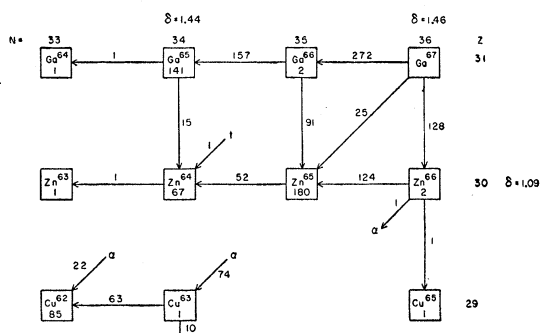 δ = 1.44 δ = 1.46
N = 33 34 35 36 Z
Ga64 1 1 Ga65 141 157 Ga66 2 272 Ga67 31
15 91 25 128
1 t
Zn63 1 1 Zn64 67 52 Zn65 180 124 Zn66 2 30 δ = 1.09
α 1 1
α α
22 74
Cu62 85 63 Cu63 1 Cu65 1 29
10